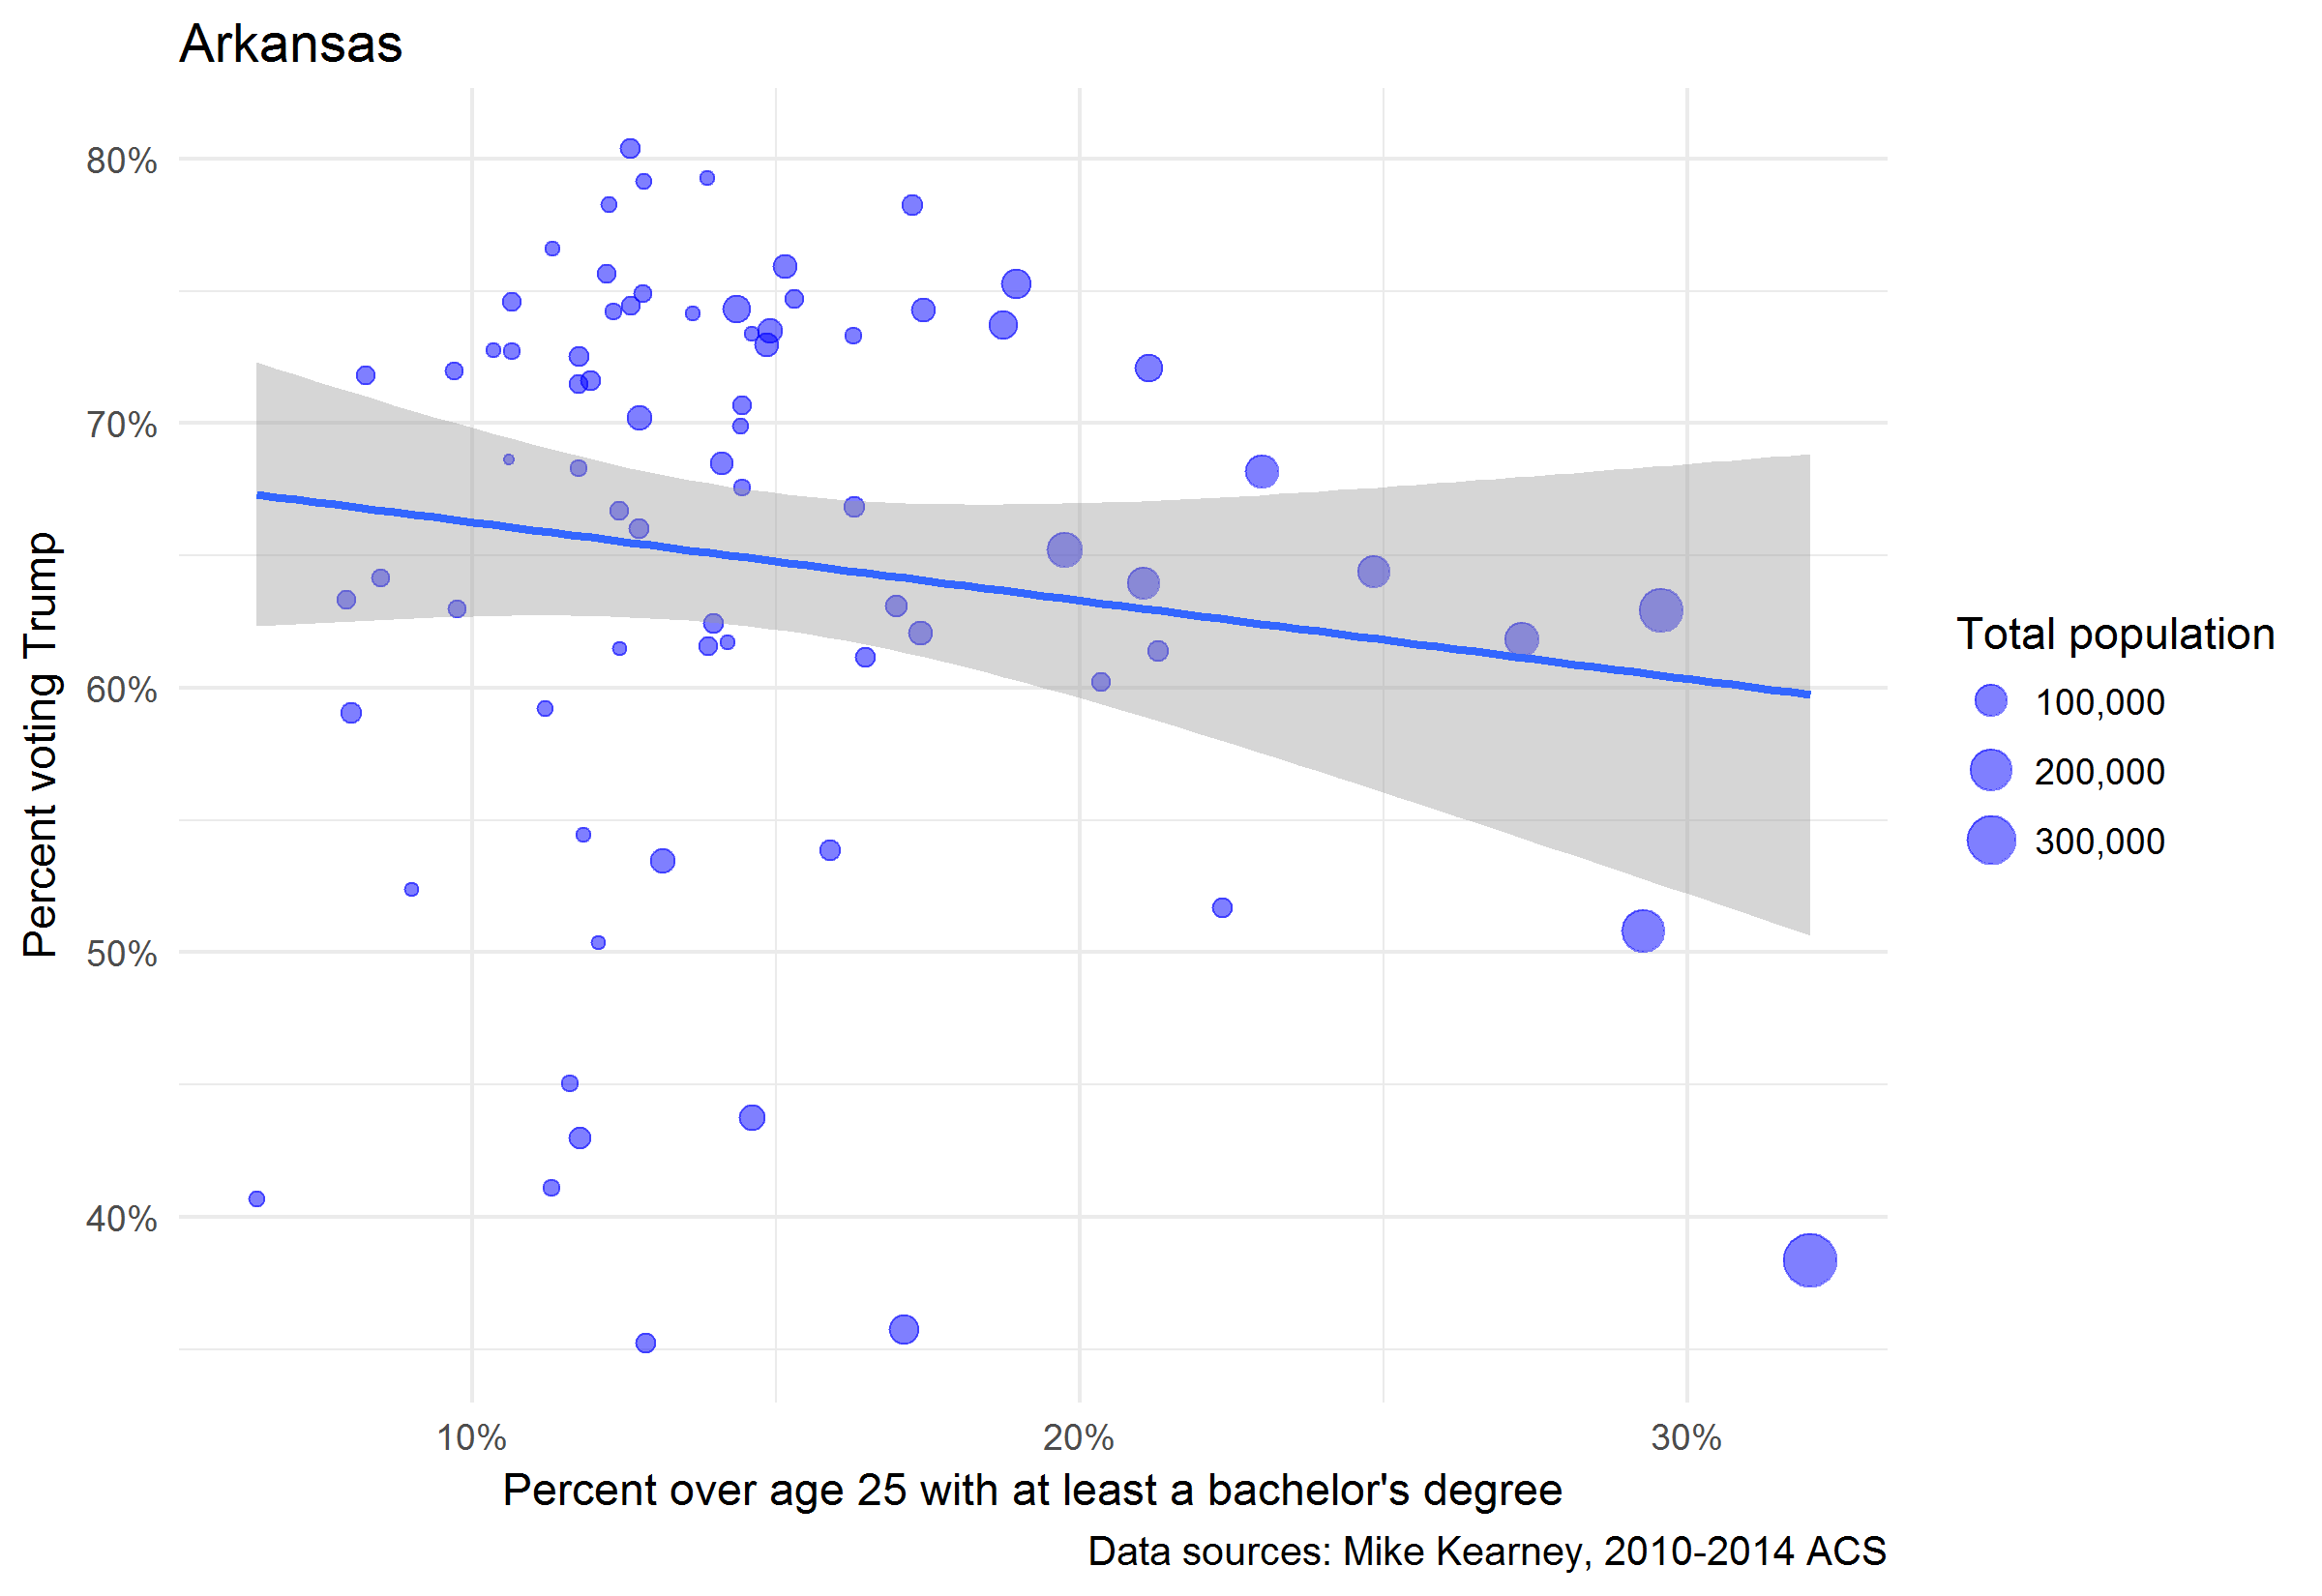 Arkansas
80%
70%
60%
50%
40%
Percent voting Trump
10%
20%
30%
Percent over age 25 with at least a bachelor's degree
Total population
100,000
200,000
300,000
Data sources: Mike Kearney, 2010-2014 ACS